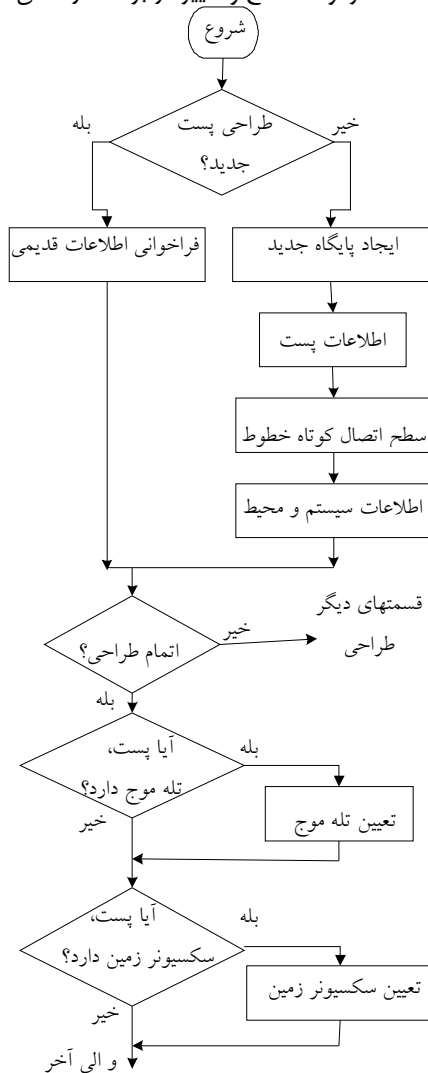 شروع
طراحی پست
جدید؟
بله
خیر
فراخوانی اطلاعات قدیمی
ایجاد پایگاه جدید
اطلاعات پست
سطح اتصال کوتاه خطوط
اطلاعات سیستم و محیط
اتمام طراحی؟
خیر
قسمتهای دیگر
طراحی
بله
آیا پست،
تله موج دارد؟
بله
تعیین تله موج
خیر
آیا پست،
سکسیونر زمین دارد؟
بله
تعیین سکسیونر زمین
خیر
و الی آخر